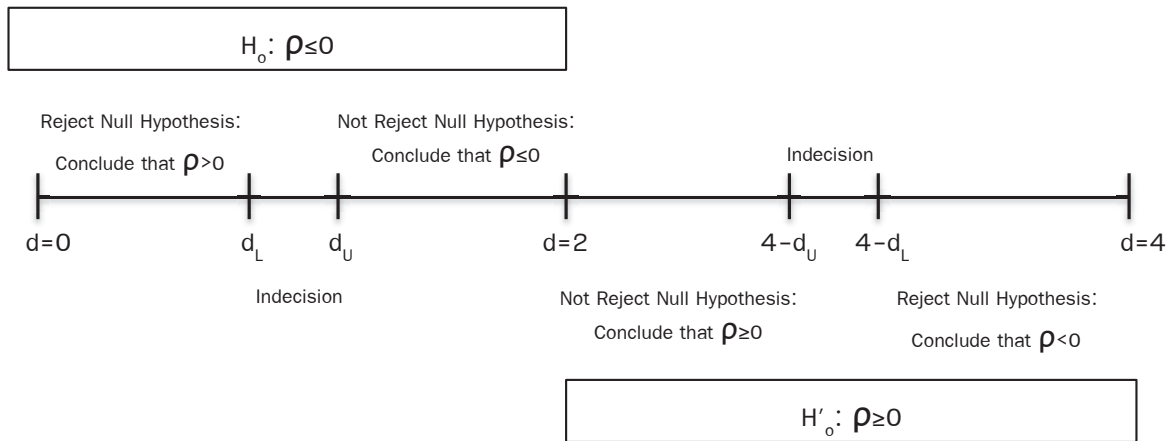 Hₒ: ρ≤0
Reject Null Hypothesis:
Conclude that ρ>0
Not Reject Null Hypothesis:
Conclude that ρ≤0
Indecision
d=0
d_L
d_U
d=2
4-d_U
4-d_L
d=4
Indecision
Not Reject Null Hypothesis:
Conclude that ρ≥0
Reject Null Hypothesis:
Conclude that ρ<0
H′ₒ: ρ≥0